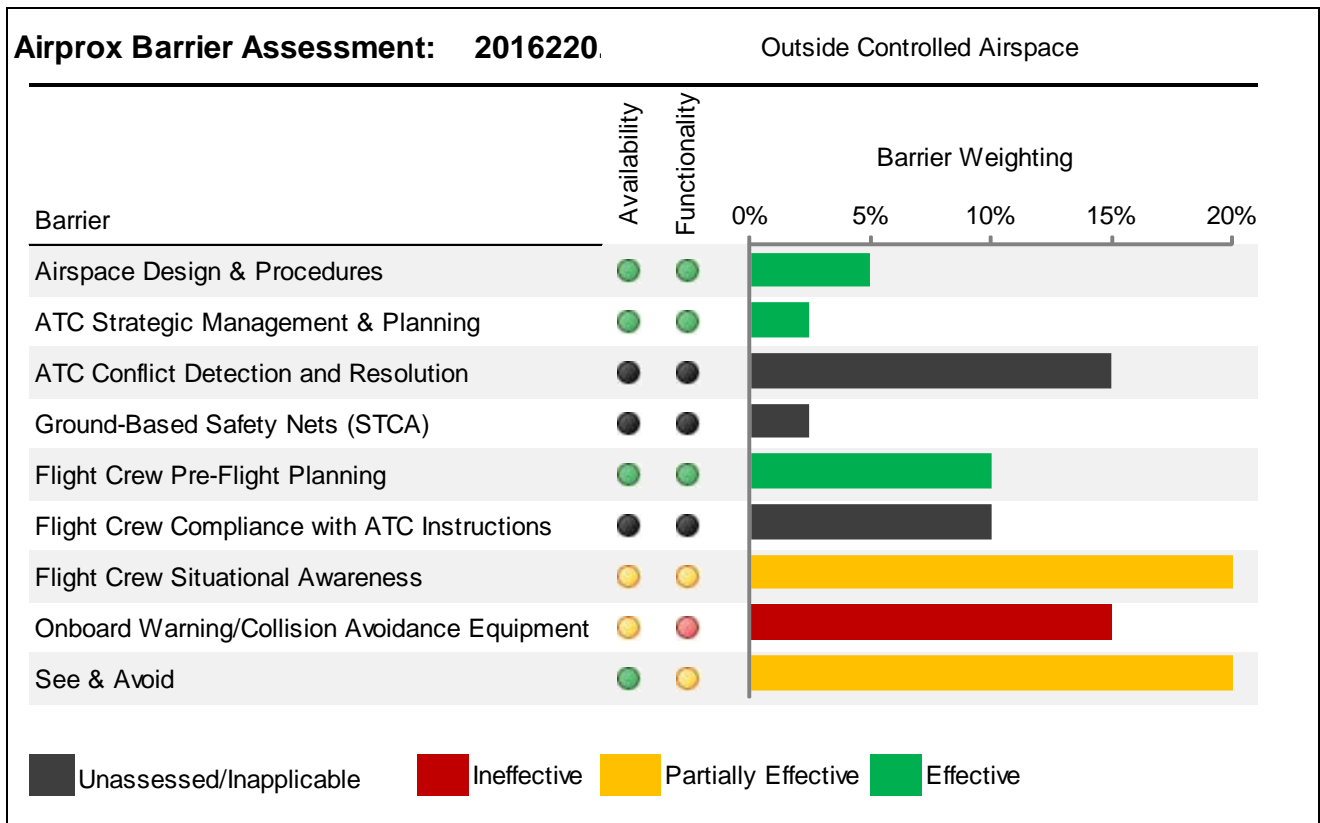 Airprox Barrier Assessment: 2016220. Outside Controlled Airspace
Availability
Functionality
Barrier Weighting
Barrier
0% 5% 10% 15% 20%
Airspace Design & Procedures
ATC Strategic Management & Planning
ATC Conflict Detection and Resolution
Ground-Based Safety Nets (STCA)
Flight Crew Pre-Flight Planning
Flight Crew Compliance with ATC Instructions
Flight Crew Situational Awareness
Onboard Warning/Collision Avoidance Equipment
See & Avoid
Unassessed/Inapplicable Ineffective Partially Effective Effective